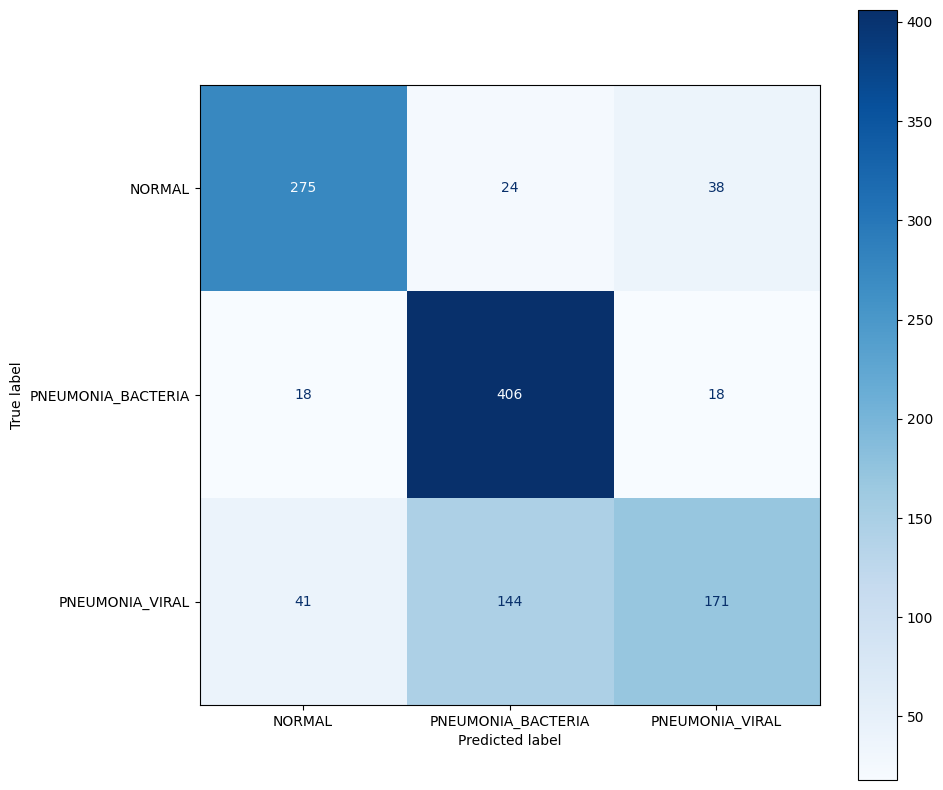 NORMAL 275 24 38
PNEUMONIA_BACTERIA 18 406 18
PNEUMONIA_VIRAL 41 144 171
NORMAL PNEUMONIA_BACTERIA PNEUMONIA_VIRAL
Predicted label
True label
400
350
300
250
200
150
100
50